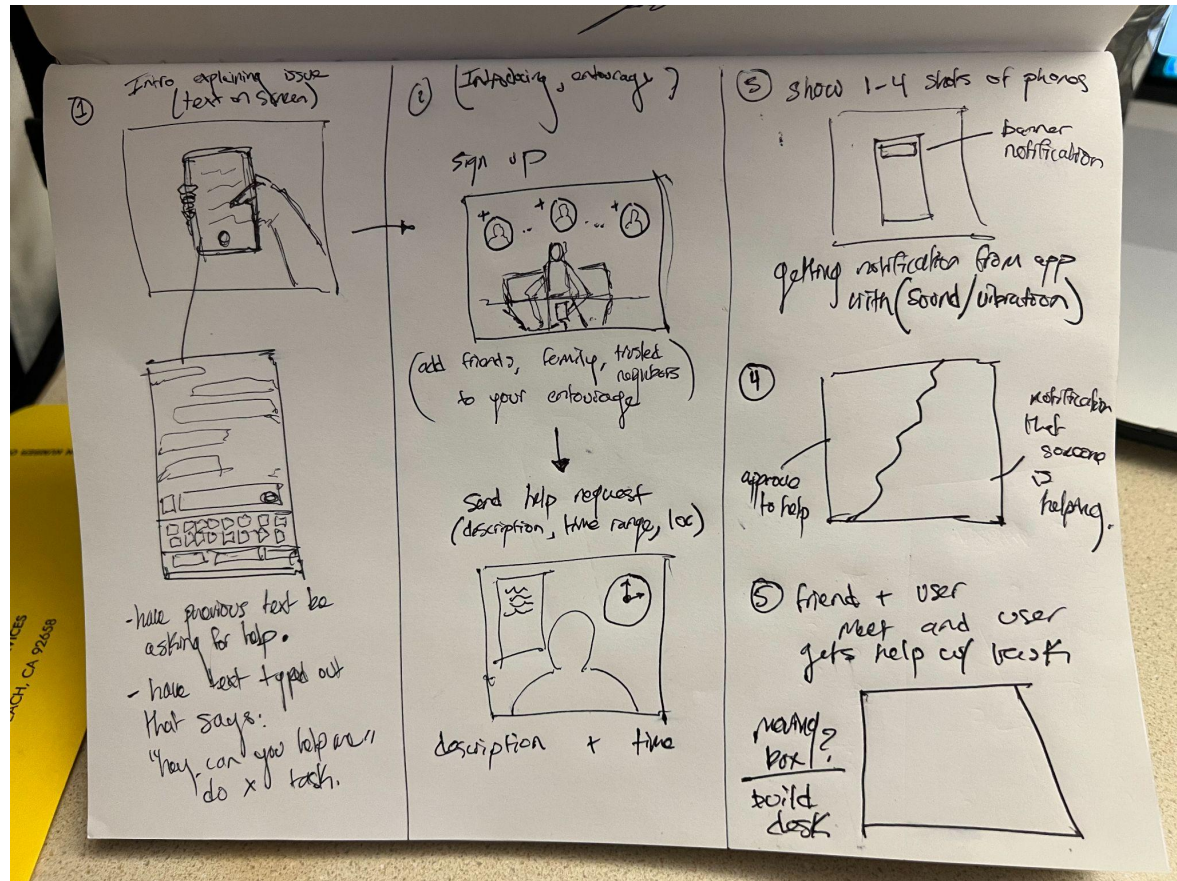 ①
Intro explaining issue
(text on screen)
- have previous text be
asking for help.
- have text typed out
that says:
"hey, can you help me
do x task."
②
(Introducing, entourage)
sign up
(add friends, family, trusted
neighbors
to your entourage)
Send help request
(description, time range, loc)
description + time
③ show 1-4 shots of phones
banner
notification
getting notification from app
with (sound/vibration)
④
approve
to help
notification
that
someone
is
helping.
⑤ friend + user
meet and user
gets help w/ task
moving
box?
build
desk
ICES
ACH, CA 92658